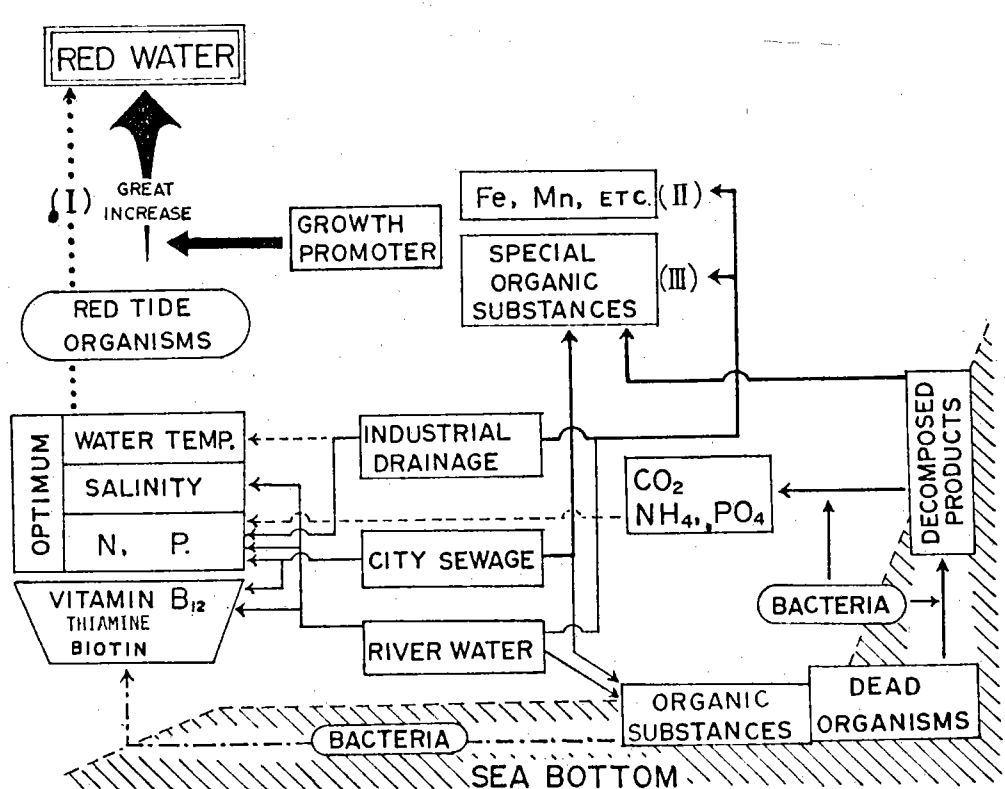 RED WATER
(I)
GREAT
INCREASE
GROWTH
PROMOTER
Fe, Mn, ETC. (II)
SPECIAL
ORGANIC
SUBSTANCES
(III)
RED TIDE
ORGANISMS
OPTIMUM
WATER TEMP.
SALINITY
N, P.
VITAMIN B12
THIAMINE
BIOTIN
INDUSTRIAL
DRAINAGE
CITY SEWAGE
RIVER WATER
CO2
NH4, PO4
DECOMPOSED
PRODUCTS
BACTERIA
ORGANIC
SUBSTANCES
DEAD
ORGANISMS
BACTERIA
SEA BOTTOM